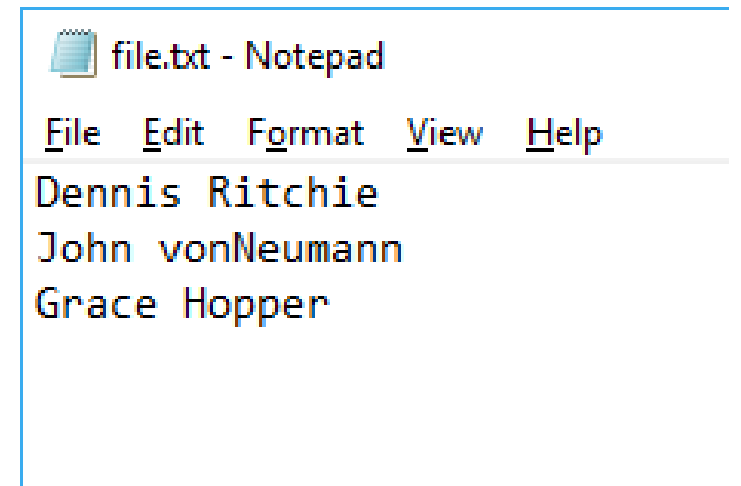 file.txt - Notepad
File Edit Format View Help
Dennis Ritchie
John vonNeumann
Grace Hopper